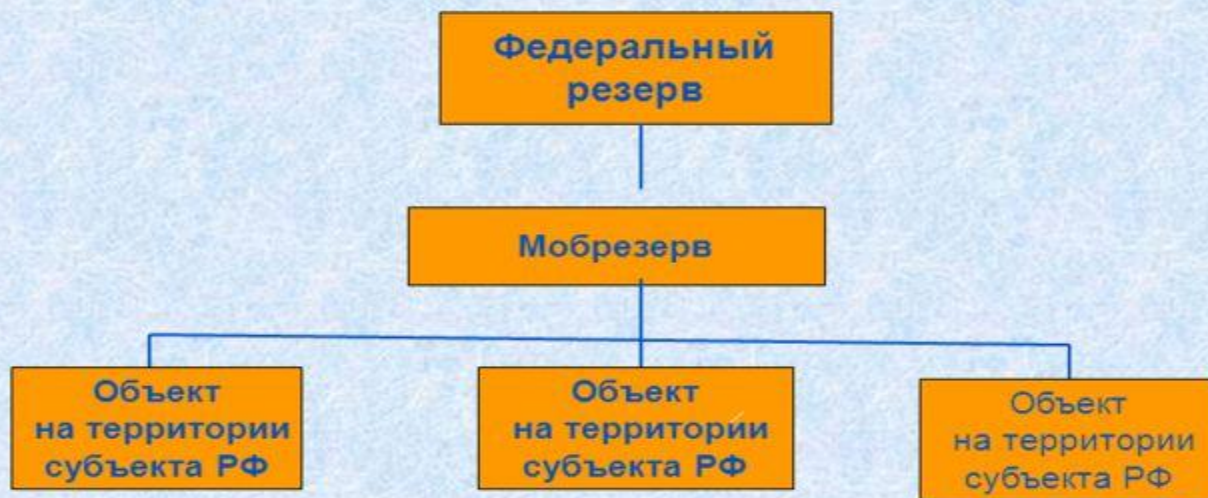 Федеральный
резерв
Мобрезерв
Объект
на территории
субъекта РФ
Объект
на территории
субъекта РФ
Объект
на территории
субъекта РФ